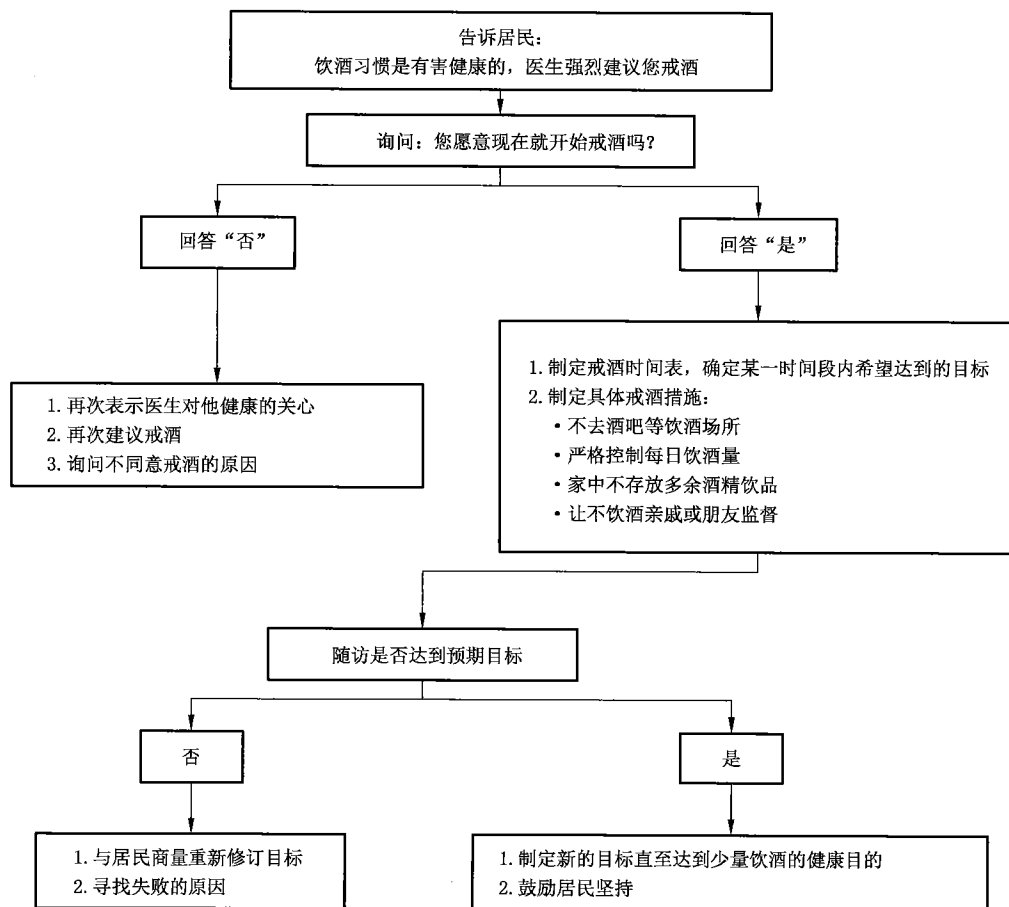 告诉居民：
饮酒习惯是有害健康的，医生强烈建议您戒酒
询问：您愿意现在就开始戒酒吗？
回答“否”
回答“是”
1. 再次表示医生对他健康的关心
2. 再次建议戒酒
3. 询问不同意戒酒的原因
1. 制定戒酒时间表，确定某一时间段内希望达到的目标
2. 制定具体戒酒措施：
・不去酒吧等饮酒场所
・严格控制每日饮酒量
・家中不存放多余酒精饮品
・让不饮酒亲戚或朋友监督
随访是否达到预期目标
否
是
1. 与居民商量重新修订目标
2. 寻找失败的原因
1. 制定新的目标直至达到少量饮酒的健康目的
2. 鼓励居民坚持